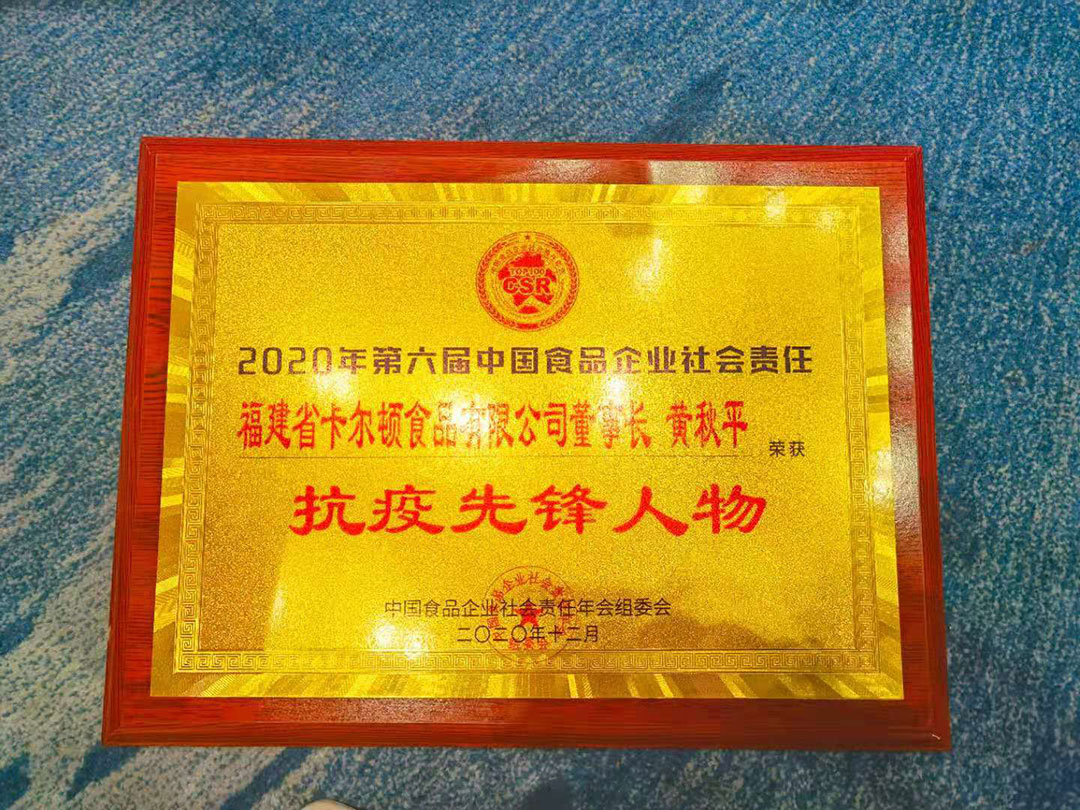 TOP100
CSR
2020年第六届中国食品企业社会责任
福建省卡尔顿食品有限公司董事长 黄秋平
荣获
抗疫先锋人物
中国食品企业社会责任年会组委会
二〇二〇年十二月